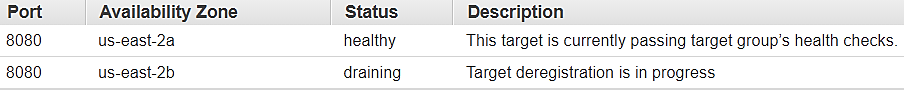 Port Availability Zone Status Description
8080 us-east-2a healthy This target is currently passing target group's health checks.
8080 us-east-2b draining Target deregistration is in progress